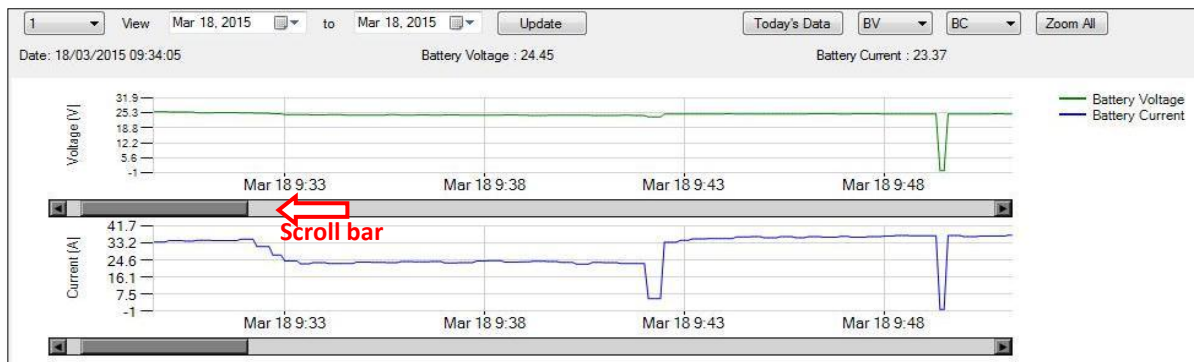 1 View Mar 18, 2015 to Mar 18, 2015 Update Today's Data BV BC Zoom All
Date: 18/03/2015 09:34:05 Battery Voltage : 24.45 Battery Current : 23.37
Voltage [V]
31.9
25.3
18.8
12.2
5.6
-1
Battery Voltage
Battery Current
Mar 18 9:33 Mar 18 9:38 Mar 18 9:43 Mar 18 9:48
Scroll bar
Current [A]
41.7
33.2
24.6
16.1
7.5
-1
Mar 18 9:33 Mar 18 9:38 Mar 18 9:43 Mar 18 9:48